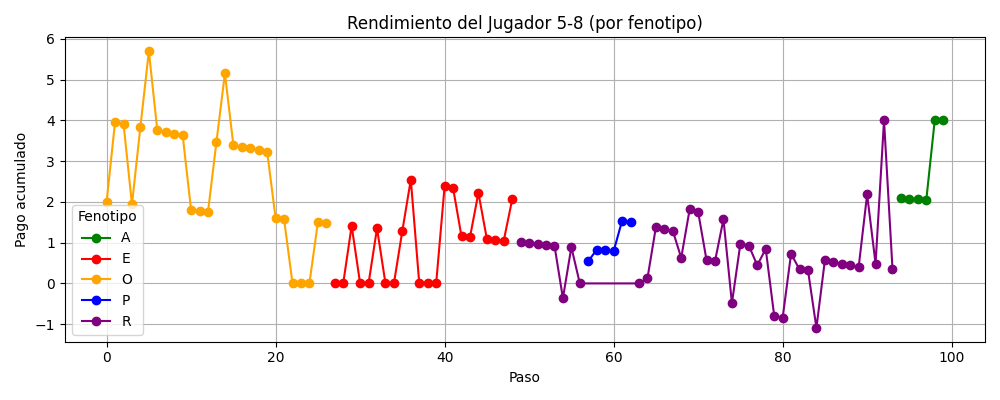 Rendimiento del Jugador 5-8 (por fenotipo)
Pago acumulado
6
5
4
3
2
1
0
−1
Fenotipo
A
E
O
P
R
0 20 40 60 80 100
Paso